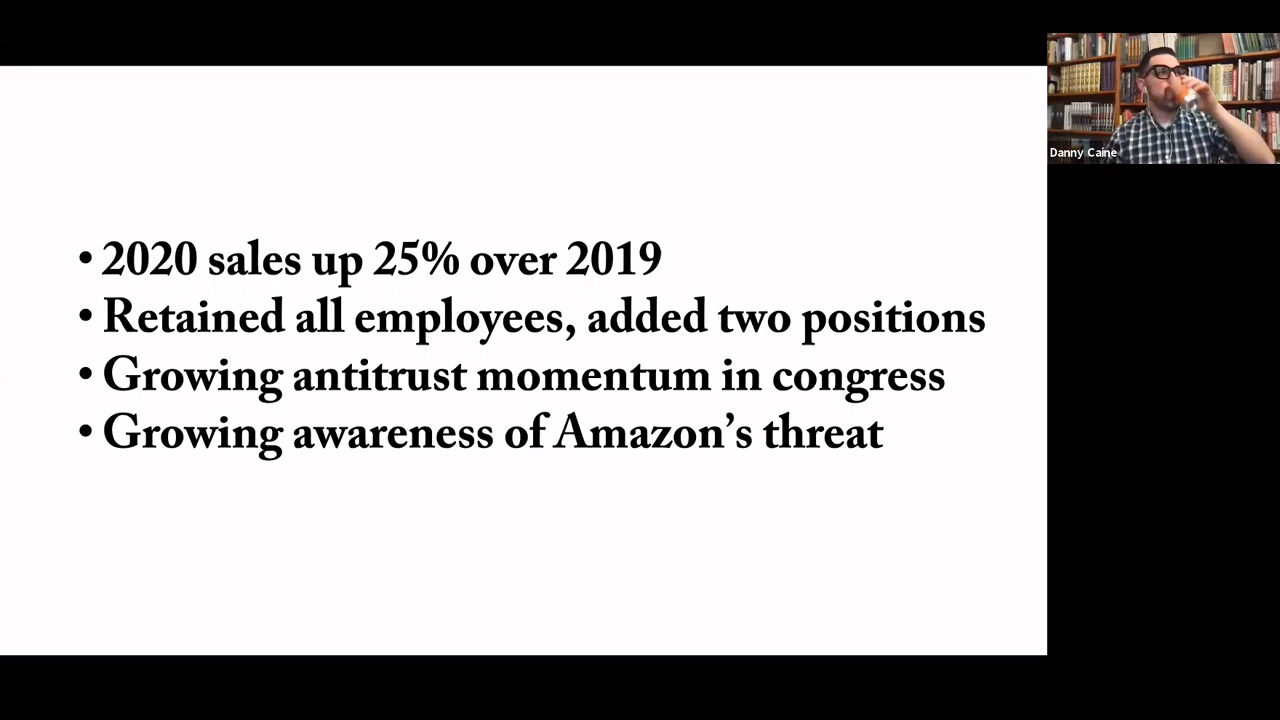 • 2020 sales up 25% over 2019
• Retained all employees, added two positions
• Growing antitrust momentum in congress
• Growing awareness of Amazon’s threat
Danny Caine